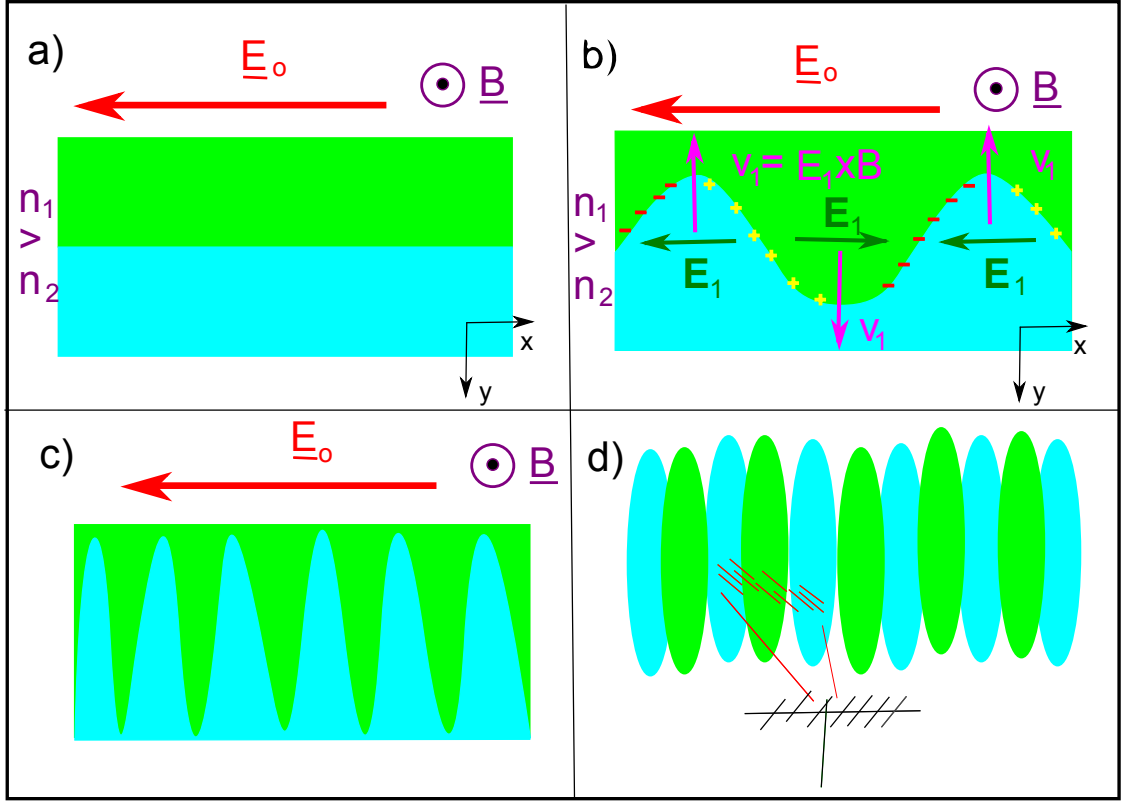 a)
E₀
B
n₁
>
n₂
x
y
b)
E₀
B
v₁= E₁xB
v₁
n₁
>
n₂
E₁
E₁
E₁
v₁
x
y
c)
E₀
B
d)